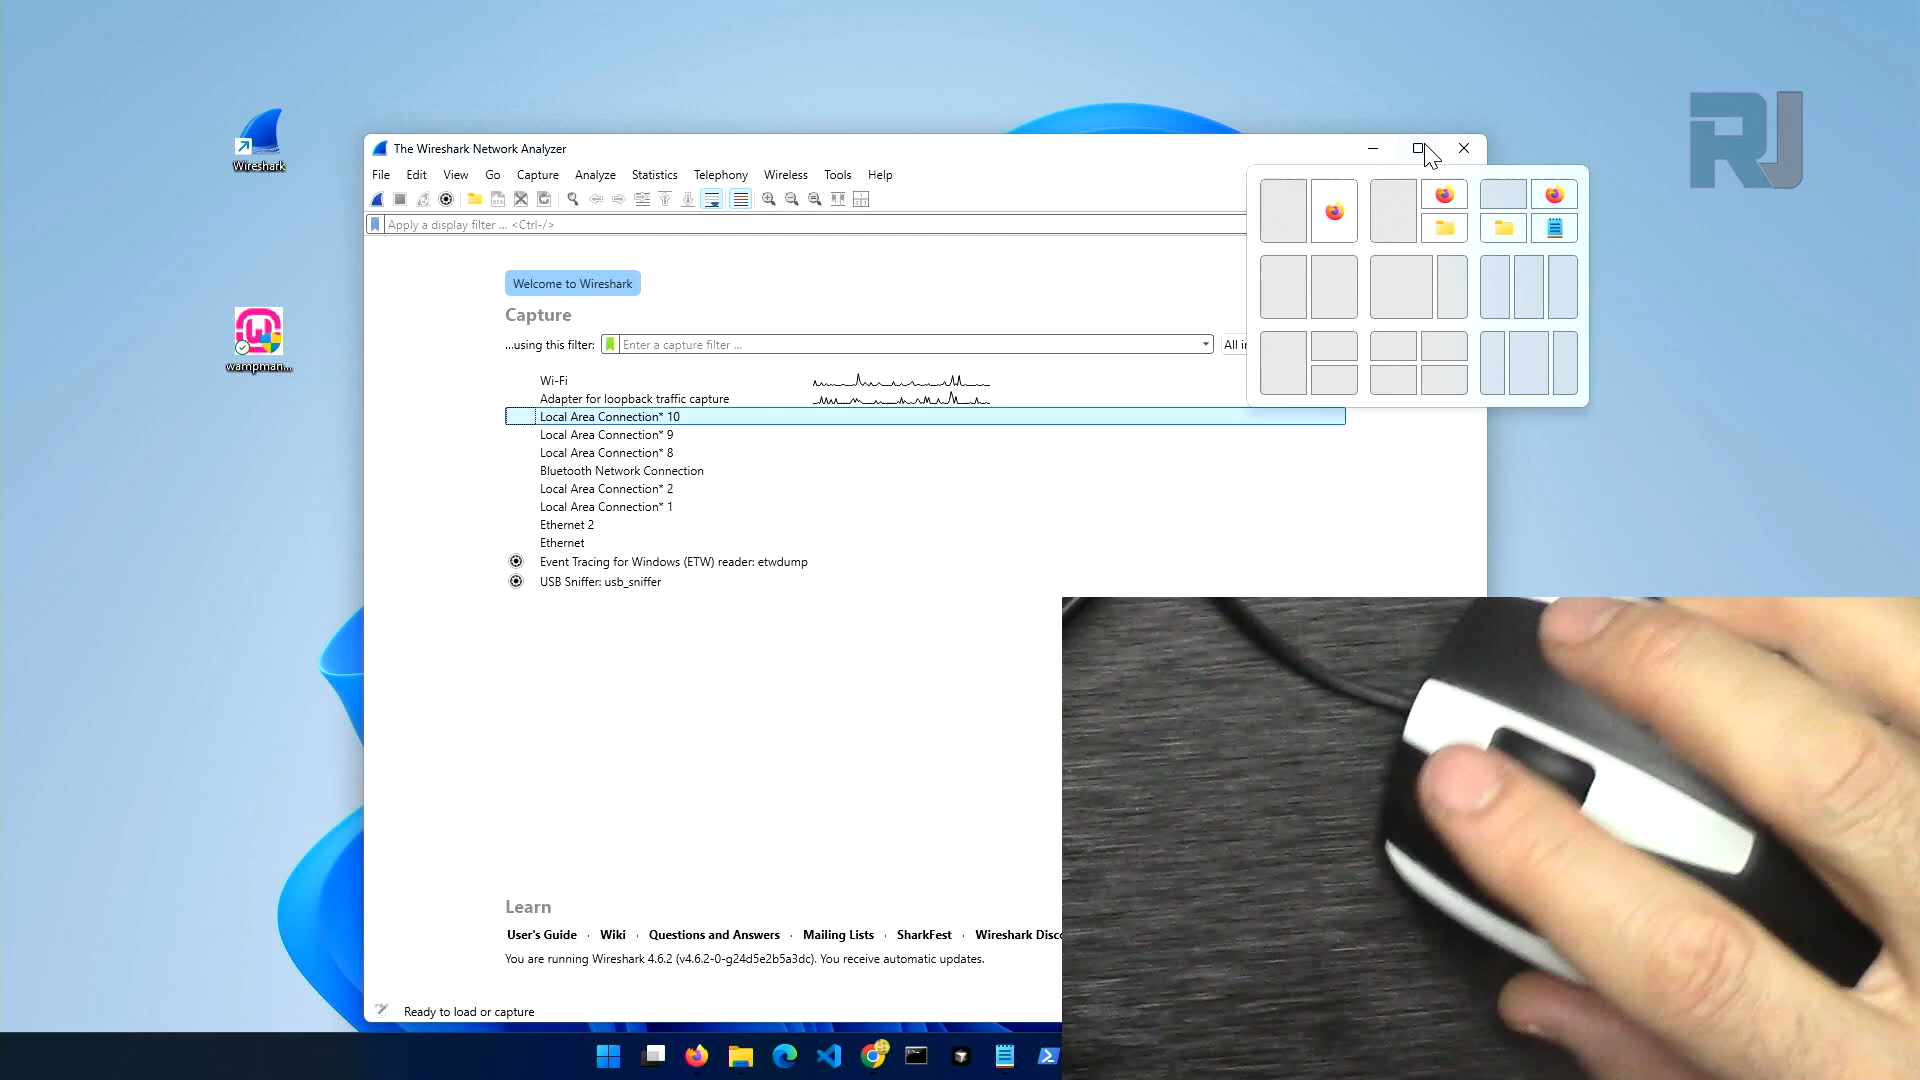 RJ
Wireshark
wampman...
The Wireshark Network Analyzer
File Edit View Go Capture Analyze Statistics Telephony Wireless Tools Help
Apply a display filter ... <Ctrl-/>
Welcome to Wireshark
Capture
...using this filter: Enter a capture filter ... All in
Wi-Fi
Adapter for loopback traffic capture
Local Area Connection* 10
Local Area Connection* 9
Local Area Connection* 8
Bluetooth Network Connection
Local Area Connection* 2
Local Area Connection* 1
Ethernet 2
Ethernet
Event Tracing for Windows (ETW) reader: etwdump
USB Sniffer: usb_sniffer
Learn
User's Guide · Wiki · Questions and Answers · Mailing Lists · SharkFest · Wireshark Disco
You are running Wireshark 4.6.2 (v4.6.2-0-g24d5e2b5a3dc). You receive automatic updates.
Ready to load or capture